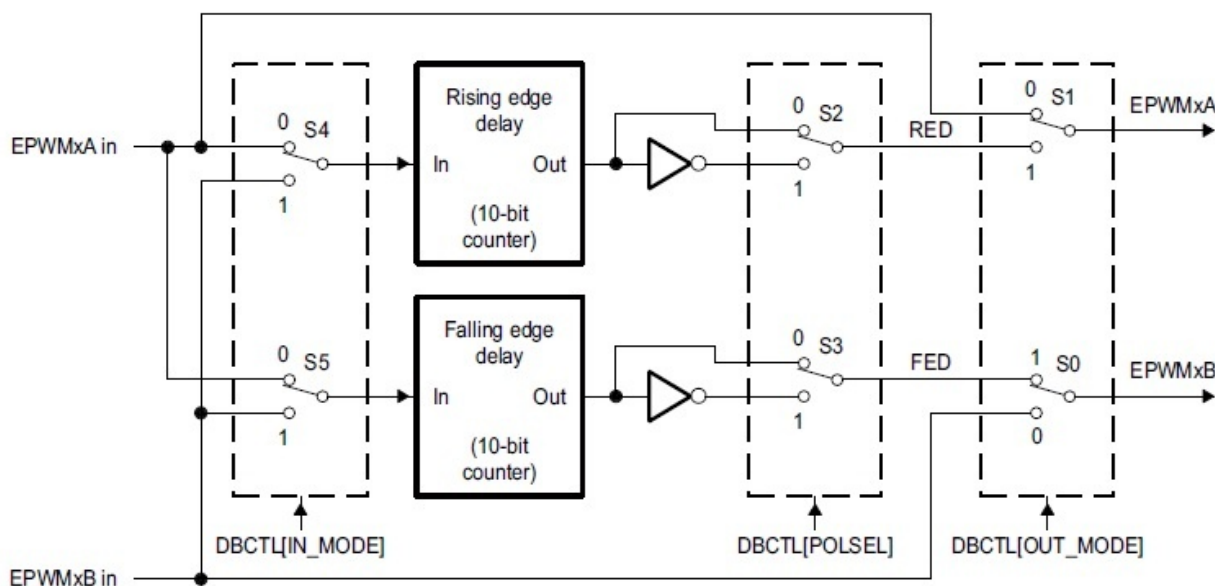 0
S1
EPWMxA
0
S4
Rising edge
delay
0
S2
RED
EPWMxA in
In
Out
1
1
1
(10-bit
counter)
Falling edge
delay
0
S5
0
S3
FED
1
S0
EPWMxB
In
Out
1
1
0
(10-bit
counter)
DBCTL[IN_MODE]
DBCTL[POLSEL]
DBCTL[OUT_MODE]
EPWMxB in